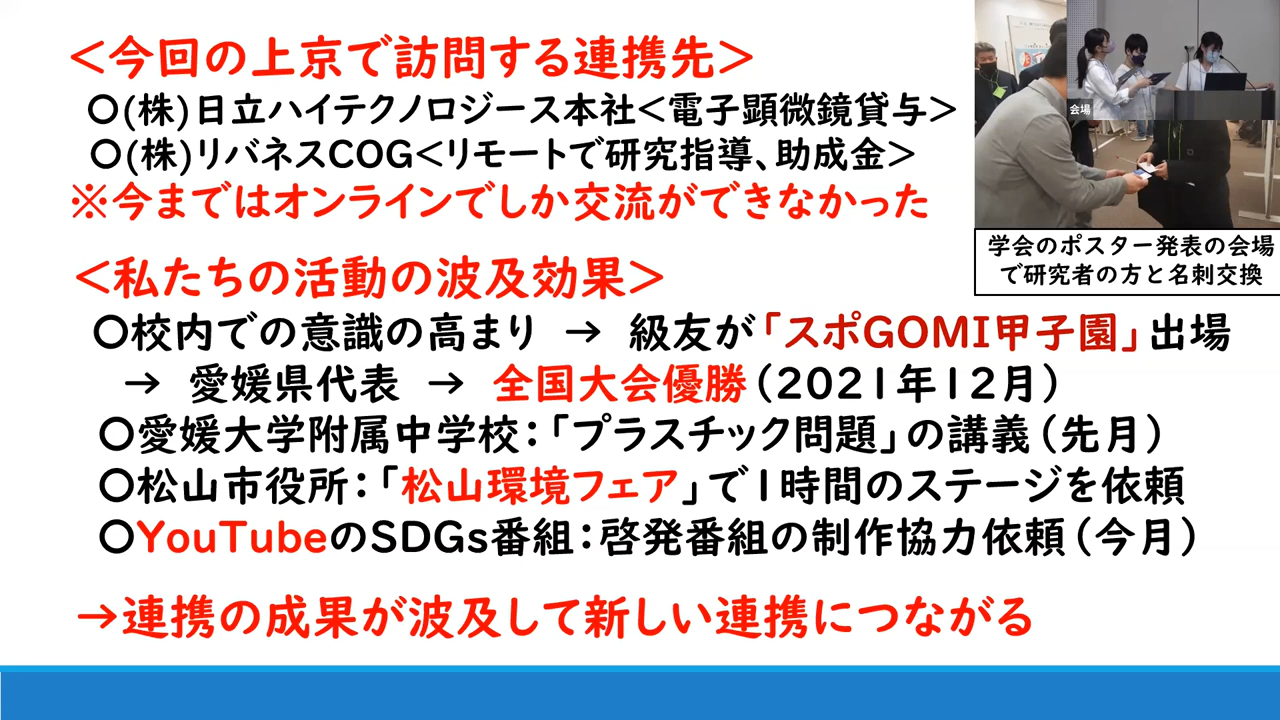 <今回の上京で訪問する連携先>
〇(株)日立ハイテクノロジース本社<電子顕微鏡貸与>
〇(株)リバネスCOG<リモートで研究指導、助成金>
※今まではオンラインでしか交流ができなかった
会場
学会のポスター発表の会場
で研究者の方と名刺交換
<私たちの活動の波及効果>
〇校内での意識の高まり → 級友が「スポGOMI甲子園」出場
→ 愛媛県代表 → 全国大会優勝(2021年12月)
〇愛媛大学附属中学校:「プラスチック問題」の講義(先月)
〇松山市役所:「松山環境フェア」で1時間のステージを依頼
〇YouTubeのSDGs番組:啓発番組の制作協力依頼(今月)
→連携の成果が波及して新しい連携につながる